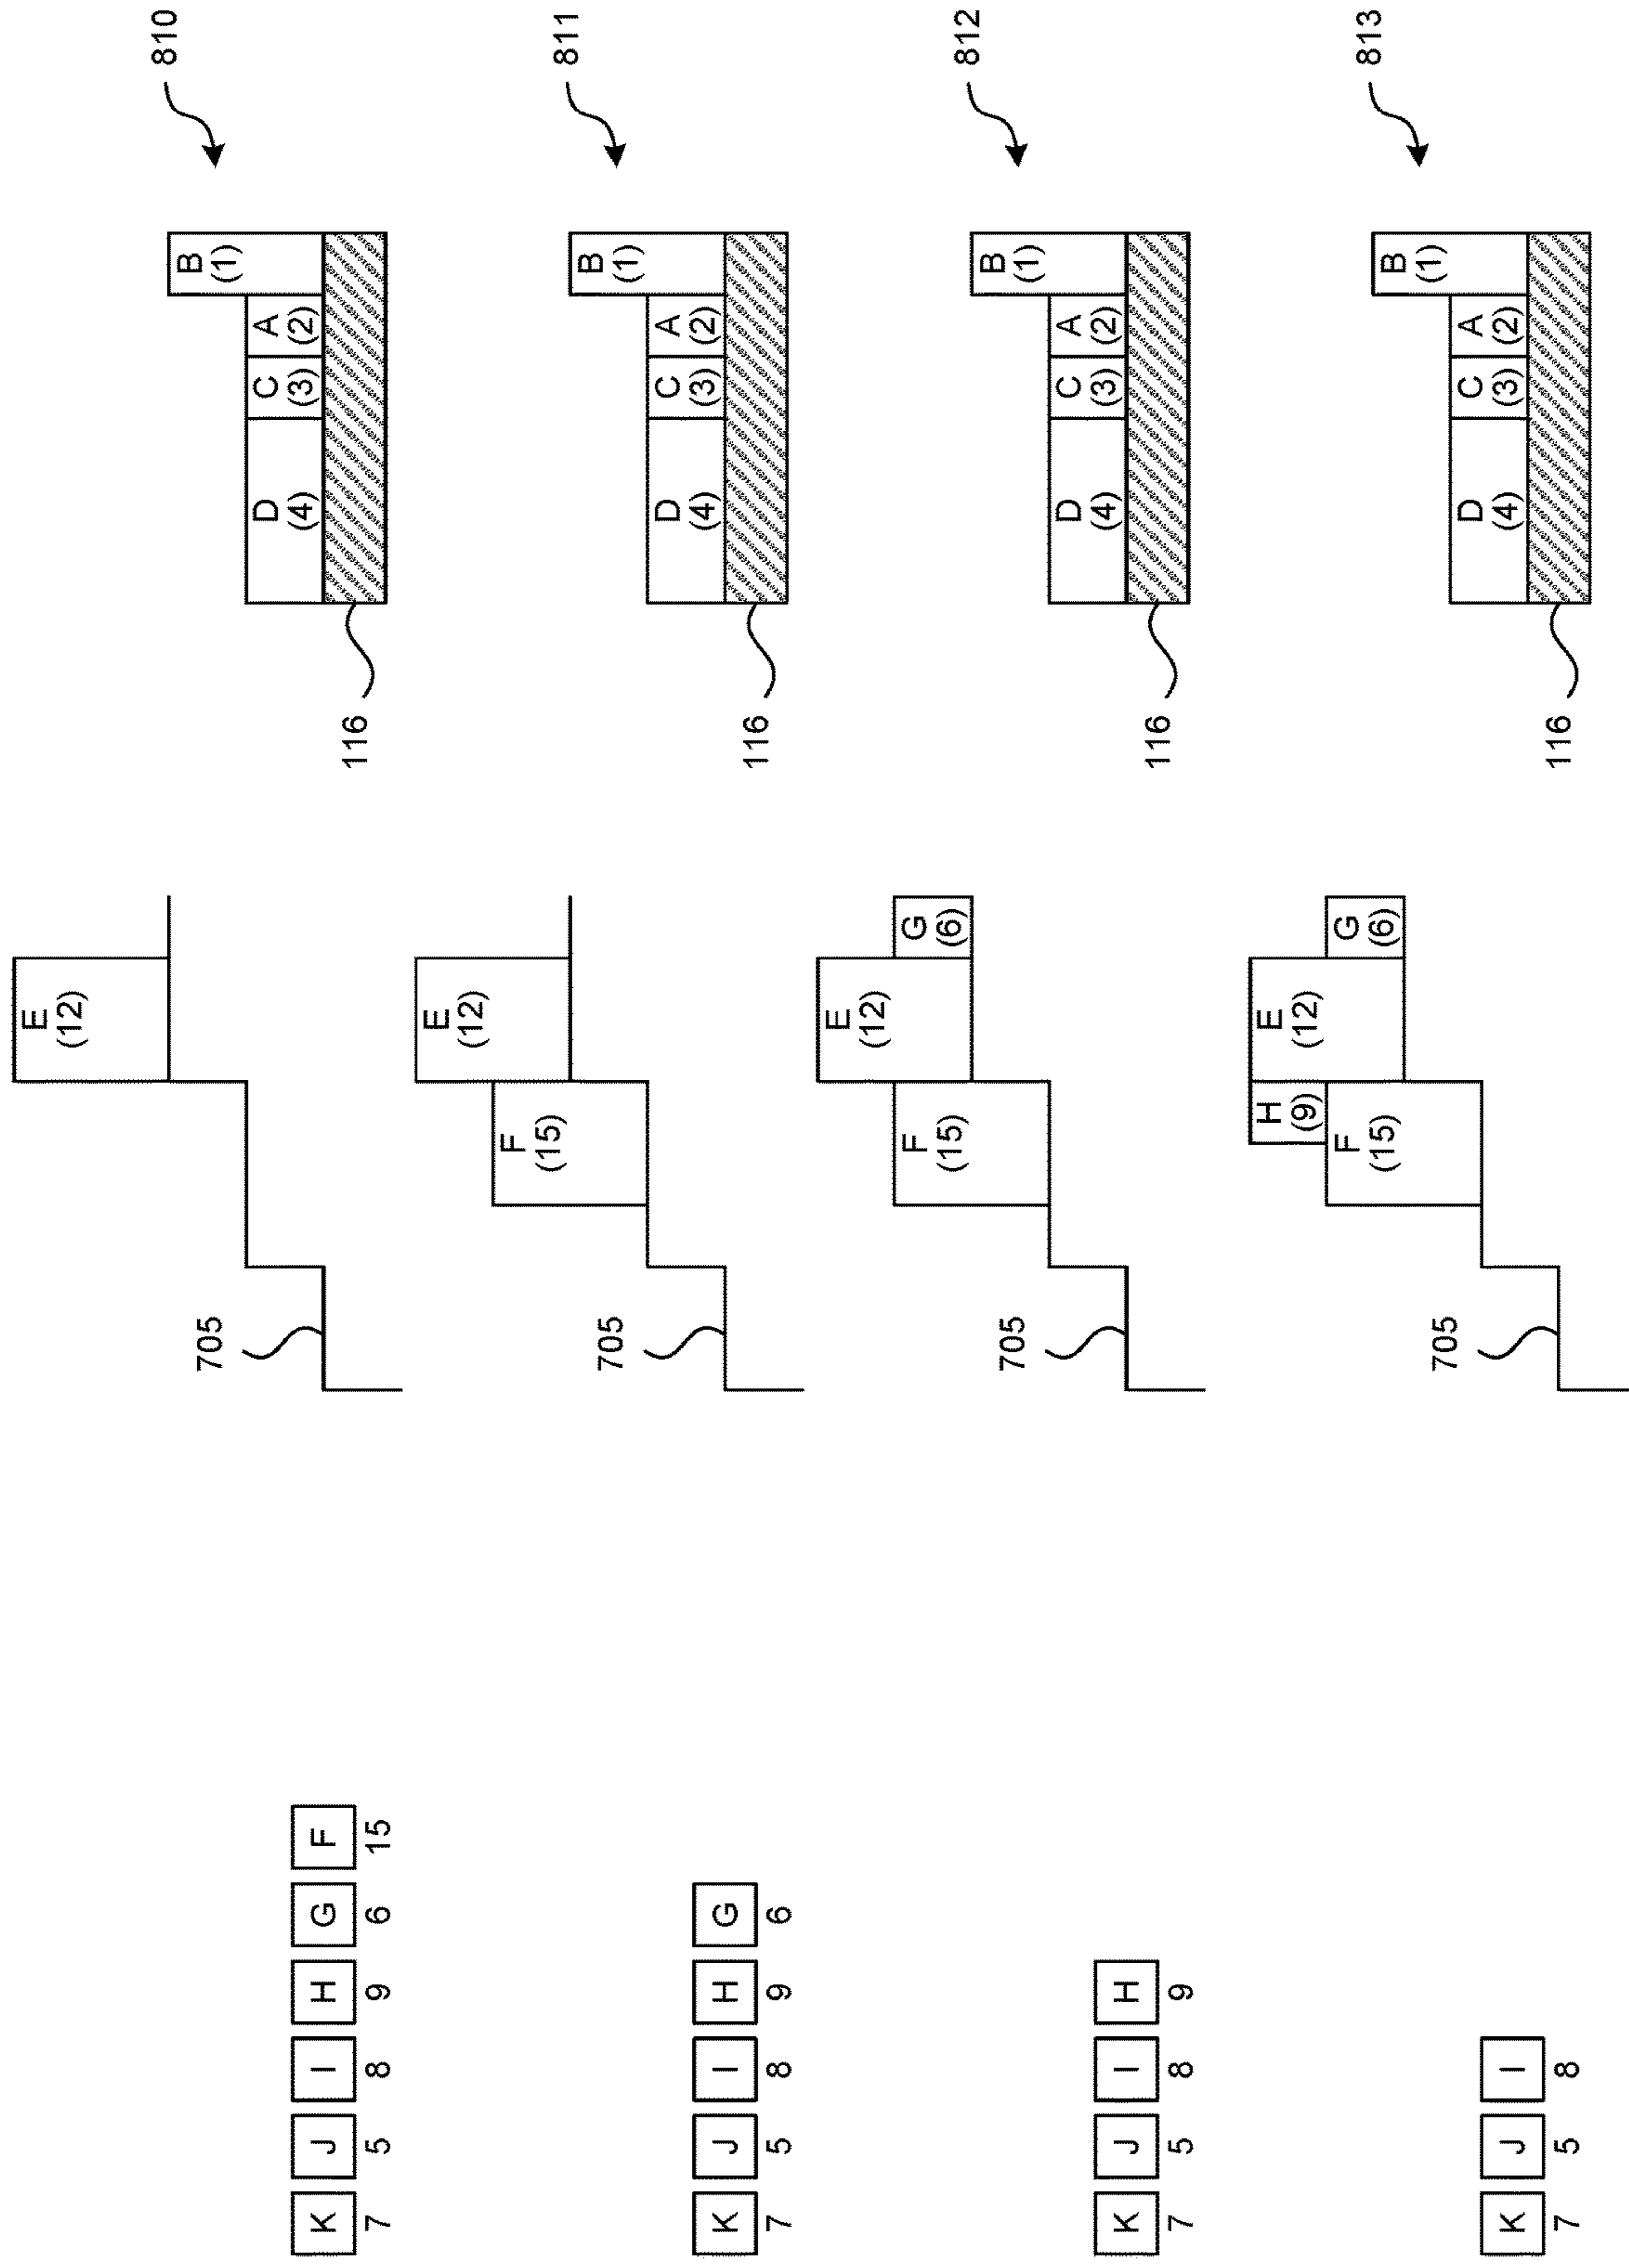 E
(12)
810
B
(1)
705
D C A
(4) (3) (2)
K J I H G F
116
7 5 8 9 6 15
E
(12)
F
(15)
811
B
(1)
705
D C A
(4) (3) (2)
K J I H G
116
7 5 8 9 6
E
(12)
F
(15)
G
(6)
812
B
(1)
705
D C A
(4) (3) (2)
K J I H
116
7 5 8 9
H
(9)
E
(12)
F
(15)
G
(6)
813
B
(1)
705
D C A
(4) (3) (2)
K J I
116
7 5 8